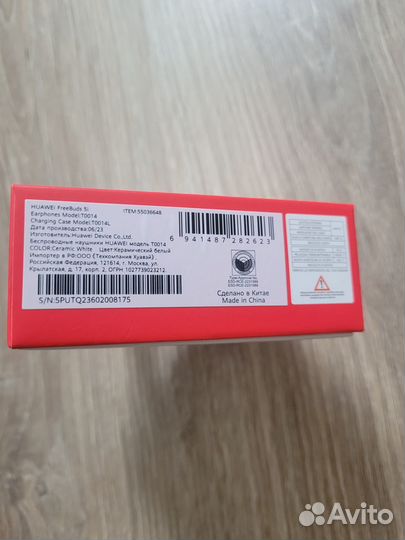 HUAWEI FreeBuds 5i
ITEM:55036648
Earphones Model:T0014
Charging Case Model:T0014L
Дата производства:06/23
Изготовитель:Huawei Device Co.,Ltd.
Беспроводные наушники HUAWEI модель T0014
COLOR:Ceramic White Цвет:Керамический белый
Импортер в РФ:ООО «Техкомпания Хуавэй»
Российская Федерация, 121614, г. Москва, ул.
Крылатская, д. 17, корп. 2, ОГРН 1027739023212.
S/N:5PUTQ23602008175
6 941487 282623
Сделано в Китае
Made in China
Avito